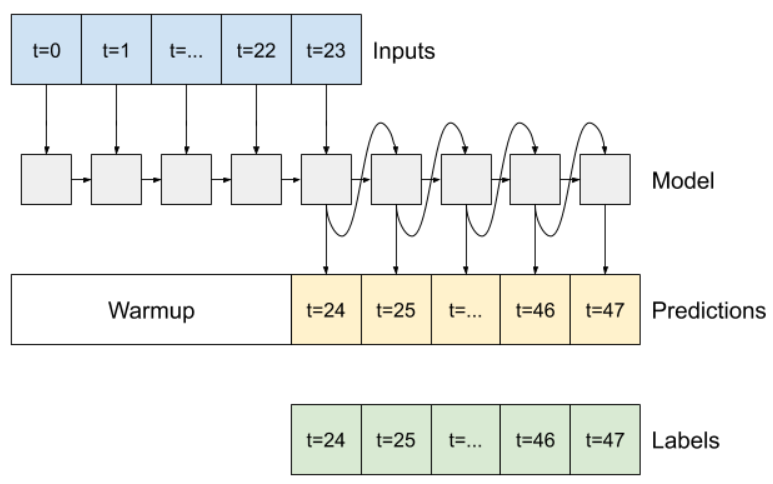 t=0 t=1 t=... t=22 t=23 Inputs
Model
Warmup t=24 t=25 t=... t=46 t=47 Predictions
t=24 t=25 t=... t=46 t=47 Labels